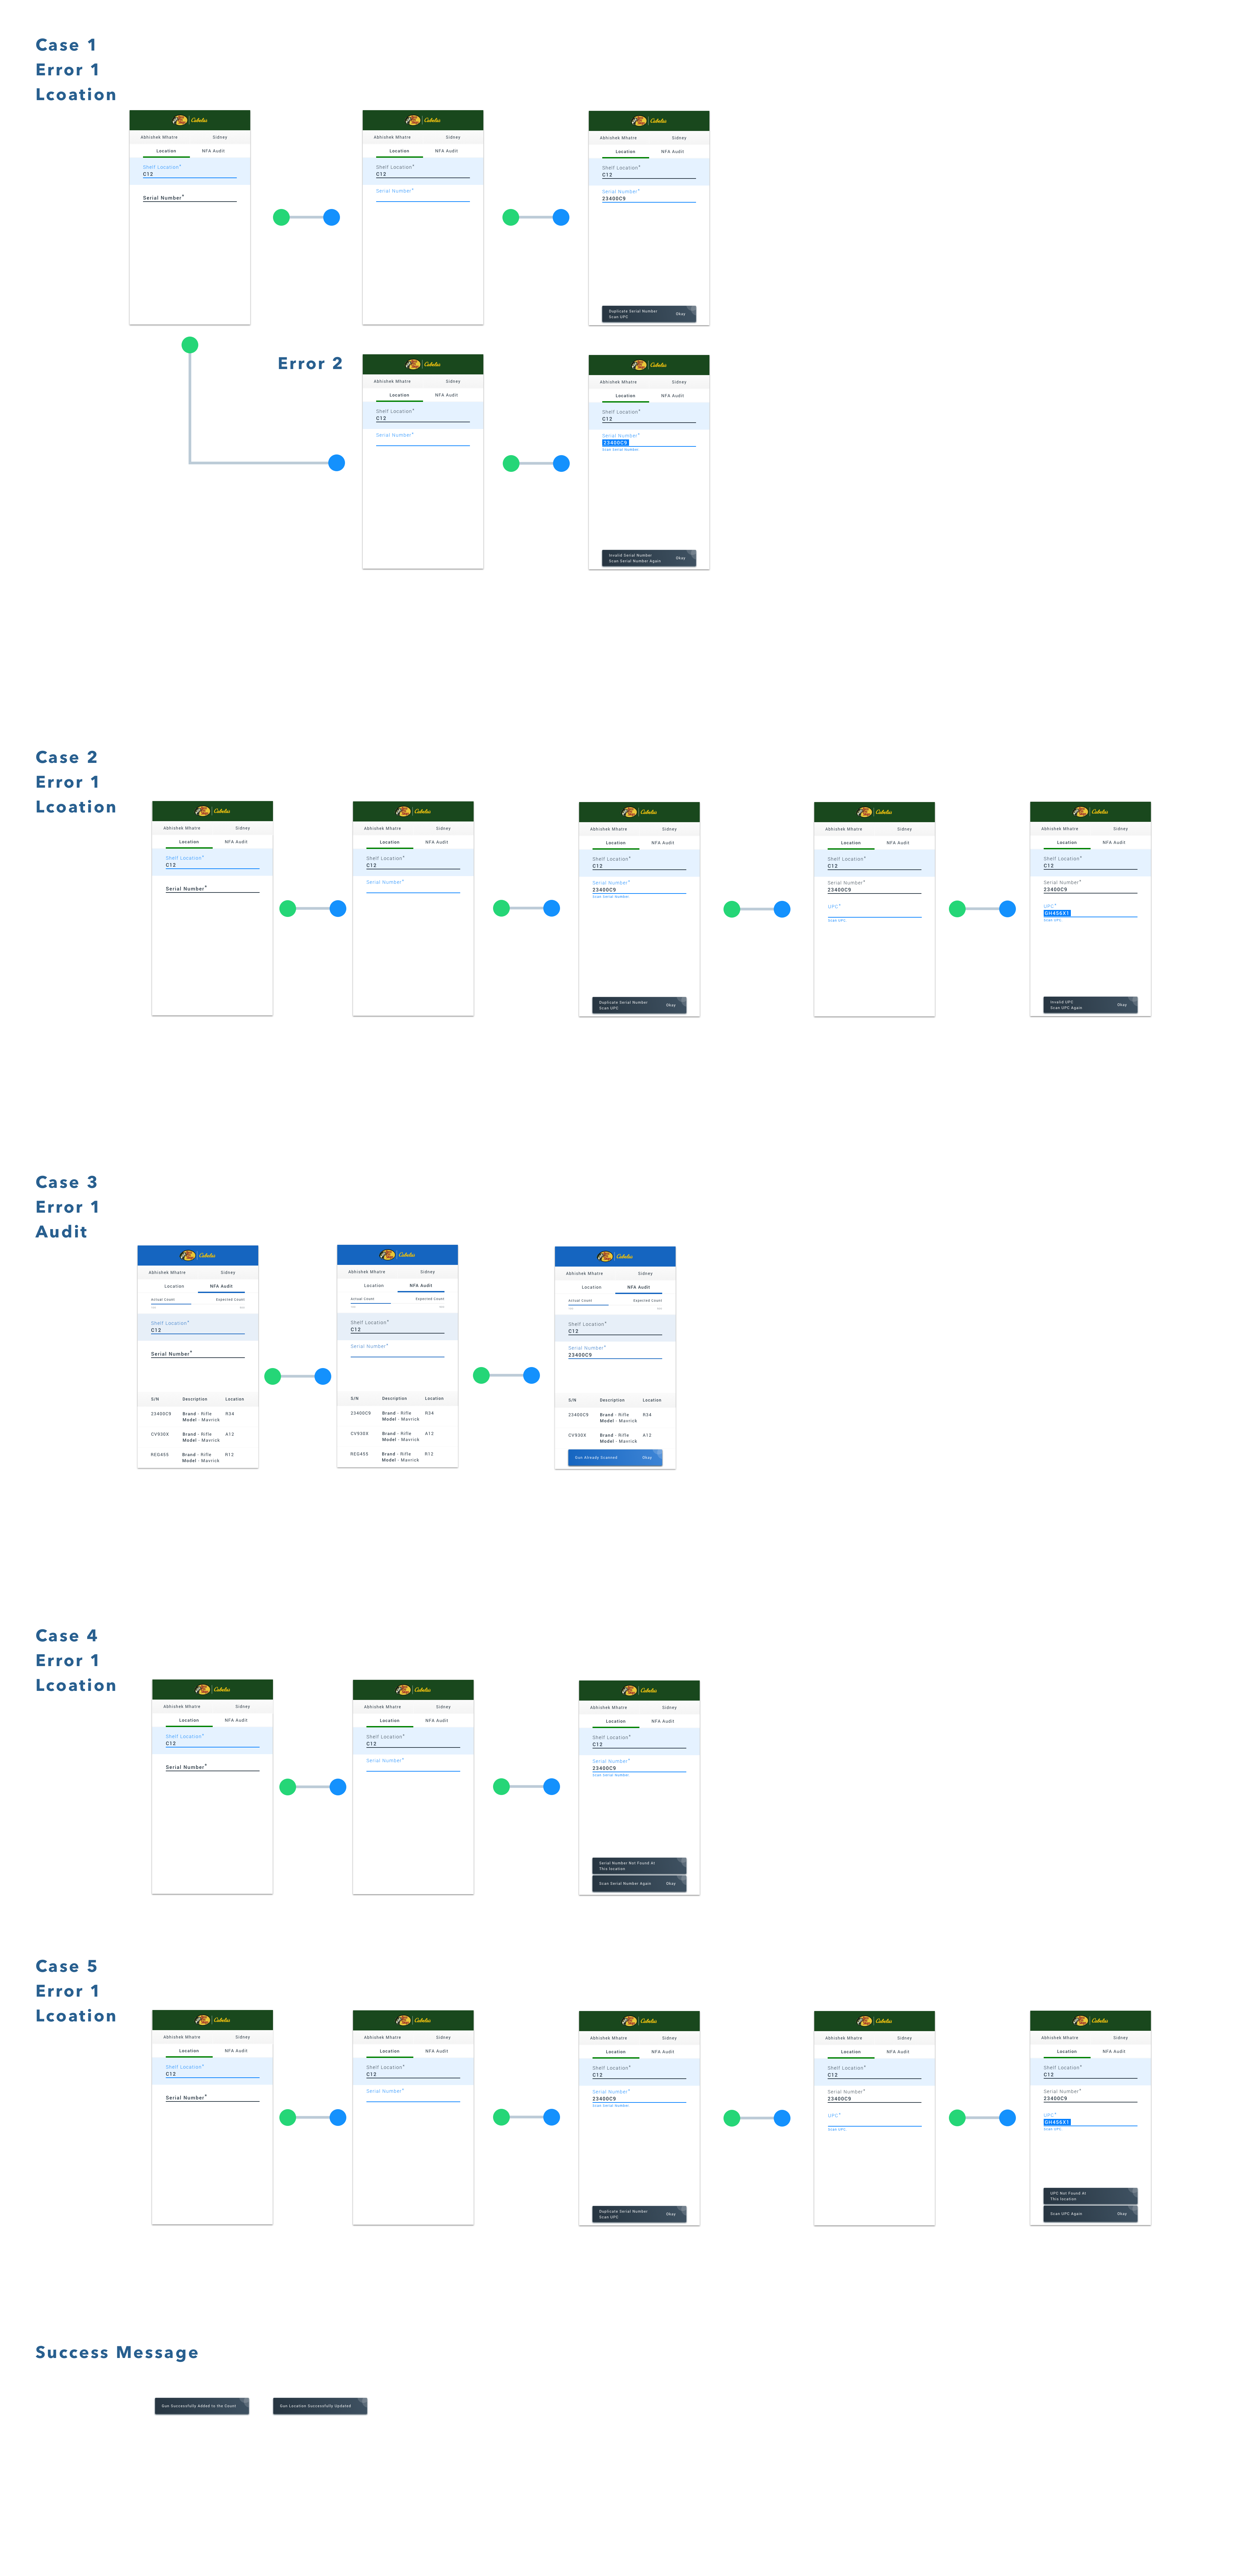 Case 1
Error 1
Lcoation
Cabela's
Abhishek Mhatre Sidney
Location NFA Audit
Shelf Location*
C12
Serial Number*
Cabela's
Abhishek Mhatre Sidney
Location NFA Audit
Shelf Location*
C12
Serial Number*
Cabela's
Abhishek Mhatre Sidney
Location NFA Audit
Shelf Location*
C12
Serial Number*
23400C9
Duplicate Serial Number
Scan UPC
Okay
Error 2
Cabela's
Abhishek Mhatre Sidney
Location NFA Audit
Shelf Location*
C12
Serial Number*
Cabela's
Abhishek Mhatre Sidney
Location NFA Audit
Shelf Location*
C12
Serial Number*
23400C9
Scan Serial Number
Invalid Serial Number
Scan Serial Number Again
Okay
Case 2
Error 1
Lcoation
Cabela's
Abhishek Mhatre Sidney
Location NFA Audit
Shelf Location*
C12
Serial Number*
Cabela's
Abhishek Mhatre Sidney
Location NFA Audit
Shelf Location*
C12
Serial Number*
Cabela's
Abhishek Mhatre Sidney
Location NFA Audit
Shelf Location*
C12
Serial Number*
23400C9
Scan Serial Number
Duplicate Serial Number
Scan UPC
Okay
Cabela's
Abhishek Mhatre Sidney
Location NFA Audit
Shelf Location*
C12
Serial Number*
23400C9
UPC*
Scan UPC
Cabela's
Abhishek Mhatre Sidney
Location NFA Audit
Shelf Location*
C12
Serial Number*
23400C9
UPC*
GH456X1
Scan UPC
Invalid UPC
Scan UPC Again
Okay
Case 3
Error 1
Audit
Cabela's
Abhishek Mhatre Sidney
Location NFA Audit
Actual Count Expected Count
Shelf Location*
C12
Serial Number*
S/N Description Location
23400C9 Brand - Rifle R34
Model - Mavrick
CV930X Brand - Rifle A12
Model - Mavrick
REG455 Brand - Rifle R12
Model - Mavrick
Cabela's
Abhishek Mhatre Sidney
Location NFA Audit
Actual Count Expected Count
Shelf Location*
C12
Serial Number*
S/N Description Location
23400C9 Brand - Rifle R34
Model - Mavrick
CV930X Brand - Rifle A12
Model - Mavrick
REG455 Brand - Rifle R12
Model - Mavrick
Cabela's
Abhishek Mhatre Sidney
Location NFA Audit
Actual Count Expected Count
Shelf Location*
C12
Serial Number*
23400C9
S/N Description Location
23400C9 Brand - Rifle R34
Model - Mavrick
CV930X Brand - Rifle A12
Model - Mavrick
Gun Already Scanned Okay
Case 4
Error 1
Lcoation
Cabela's
Abhishek Mhatre Sidney
Location NFA Audit
Shelf Location*
C12
Serial Number*
Cabela's
Abhishek Mhatre Sidney
Location NFA Audit
Shelf Location*
C12
Serial Number*
Cabela's
Abhishek Mhatre Sidney
Location NFA Audit
Shelf Location*
C12
Serial Number*
23400C9
Scan Serial Number
Serial Number Not Found At
This location
Scan Serial Number Again Okay
Case 5
Error 1
Lcoation
Cabela's
Abhishek Mhatre Sidney
Location NFA Audit
Shelf Location*
C12
Serial Number*
Cabela's
Abhishek Mhatre Sidney
Location NFA Audit
Shelf Location*
C12
Serial Number*
Cabela's
Abhishek Mhatre Sidney
Location NFA Audit
Shelf Location*
C12
Serial Number*
23400C9
Scan Serial Number
Duplicate Serial Number
Scan UPC
Okay
Cabela's
Abhishek Mhatre Sidney
Location NFA Audit
Shelf Location*
C12
Serial Number*
23400C9
UPC*
Scan UPC
Cabela's
Abhishek Mhatre Sidney
Location NFA Audit
Shelf Location*
C12
Serial Number*
23400C9
UPC*
GH456X1
Scan UPC
UPC Not Found At
This location
Scan UPC Again Okay
Success Message
Gun Successfully Added to the Count
Gun Location Successfully Updated